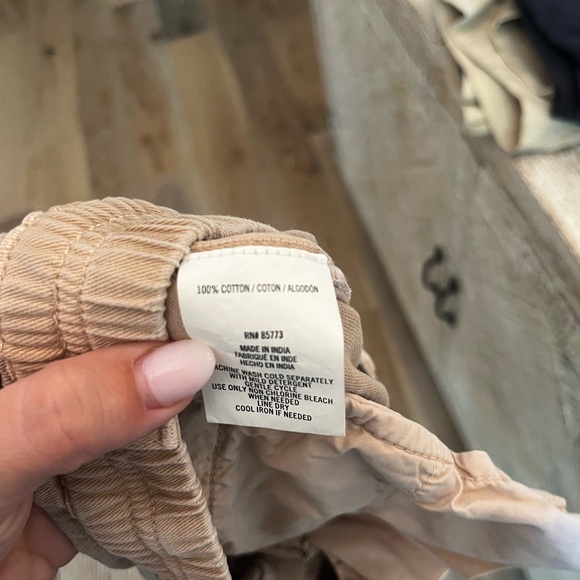 100% COTTON / COTON / ALGODÓN
RN# 85773
MADE IN INDIA
FABRIQUÉ EN INDE
HECHO EN INDIA
MACHINE WASH COLD SEPARATELY
WITH MILD DETERGENT
GENTLE CYCLE
USE ONLY NON CHLORINE BLEACH
WHEN NEEDED
LINE DRY
COOL IRON IF NEEDED